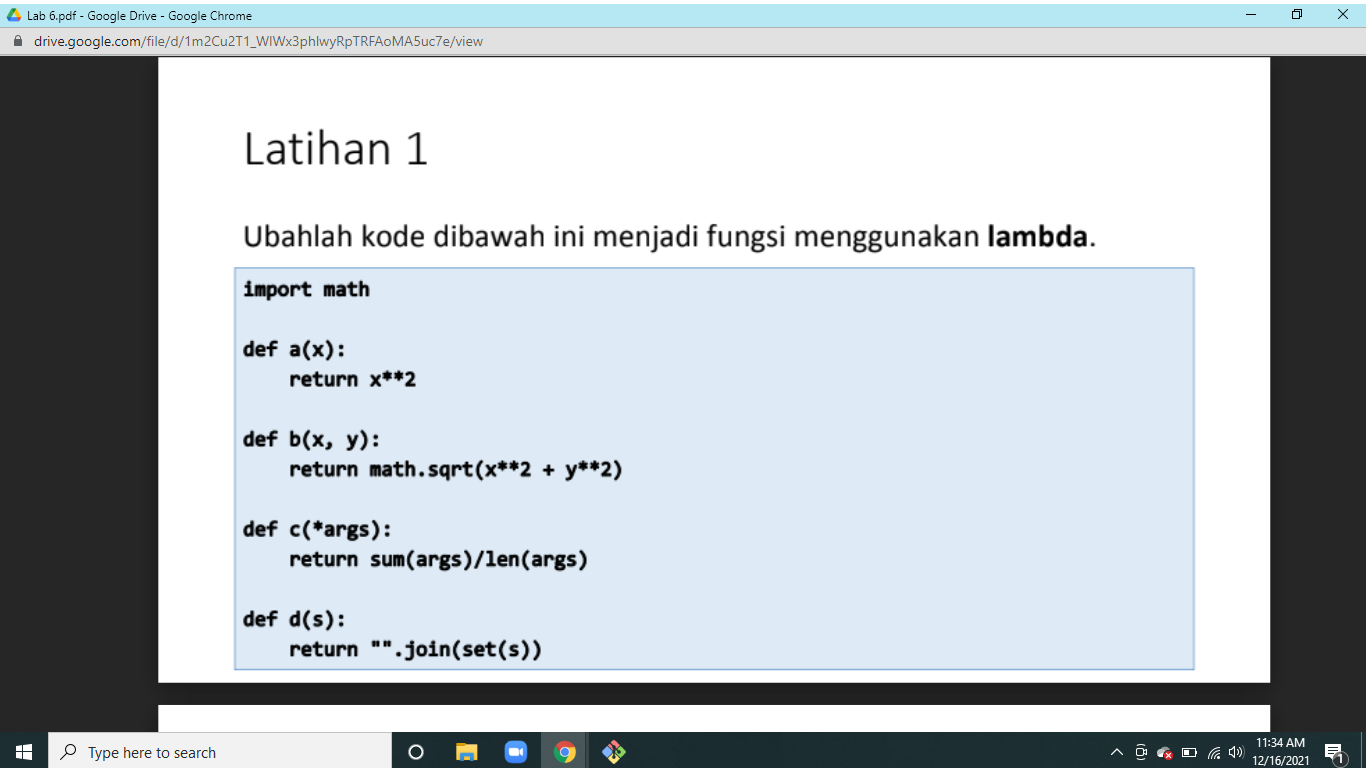 Lab 6.pdf - Google Drive - Google Chrome
drive.google.com/file/d/1m2Cu2T1_WlWx3phlwyRpTRFAoMA5uc7e/view
Latihan 1
Ubahlah kode dibawah ini menjadi fungsi menggunakan lambda.
import math
def a(x):
    return x**2
def b(x, y):
    return math.sqrt(x**2 + y**2)
def c(*args):
    return sum(args)/len(args)
def d(s):
    return "".join(set(s))
Type here to search
11:34 AM
12/16/2021
1